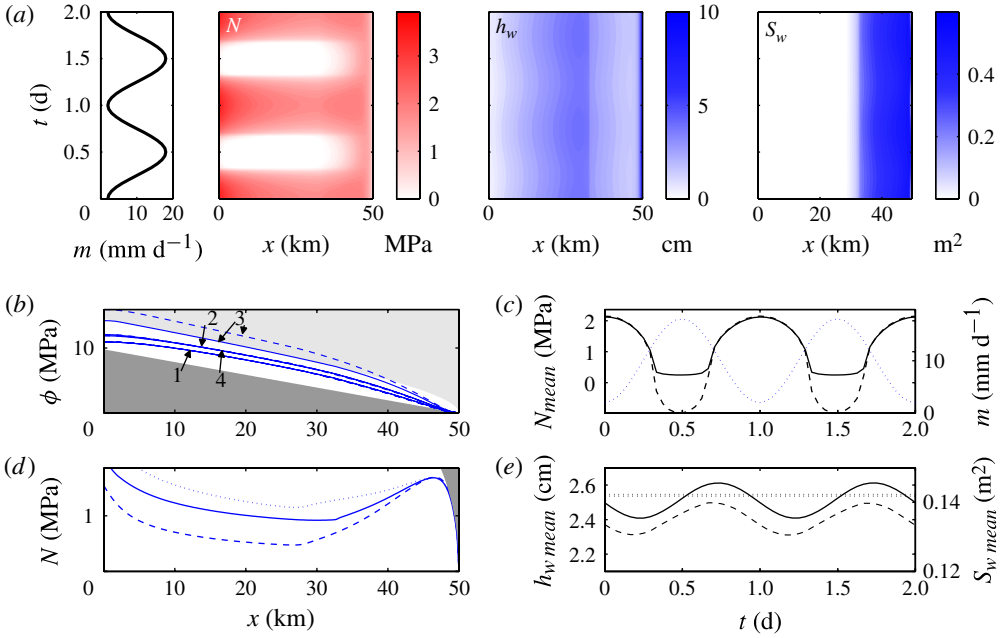 (a)
2.0
1.5
1.0
0.5
0
10
20
t (d)
m (mm d−1)
N
0
50
x (km)
3
2
1
0
MPa
hw
0
50
x (km)
10
5
0
cm
Sw
0
20
40
x (km)
0.4
0.2
0
m2
(b)
ϕ (MPa)
10
1
2
3
4
0
10
20
30
40
50
(c)
Nmean (MPa)
2
1
0
0
0.5
1.0
1.5
2.0
10
0
m (mm d−1)
(d)
N (MPa)
1
0
10
20
30
40
50
x (km)
(e)
hw mean (cm)
2.6
2.4
2.2
0
0.5
1.0
1.5
2.0
t (d)
0.14
0.12
Sw mean (m2)